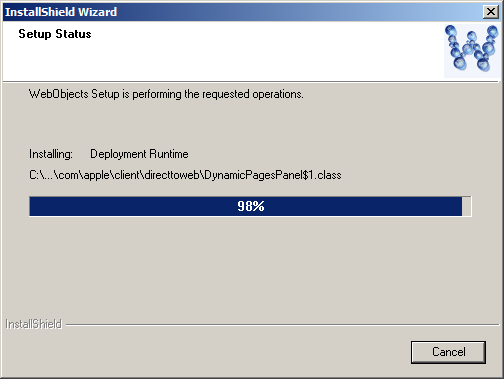 InstallShield Wizard
Setup Status
WebObjects Setup is performing the requested operations.
Installing: Deployment Runtime
C:\...\com\apple\client\directtoweb\DynamicPagesPanel$1.class
98%
InstallShield
Cancel